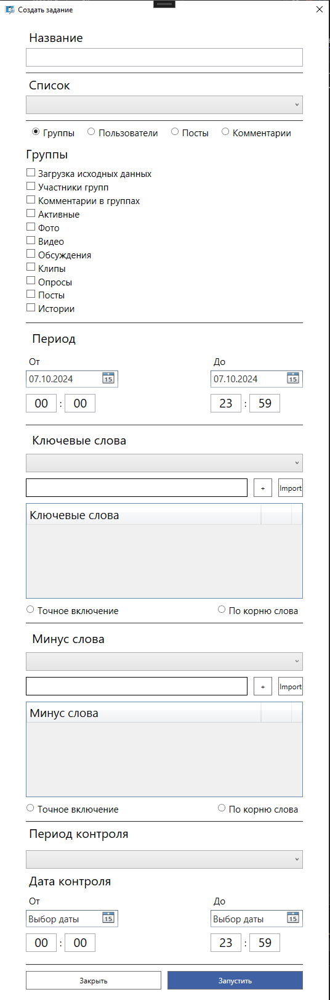 Создать задание
Название
Список
Группы Пользователи Посты Комментарии
Группы
Загрузка исходных данных
Участники групп
Комментарии в группах
Активные
Фото
Видео
Обсуждения
Клипы
Опросы
Посты
Истории
Период
От До
07.10.2024 15 07.10.2024 15
00 : 00 23 : 59
Ключевые слова
+ Import
Ключевые слова
Точное включение По корню слова
Минус слова
+ Import
Минус слова
Точное включение По корню слова
Период контроля
Дата контроля
От До
Выбор даты 15 Выбор даты 15
00 : 00 23 : 59
Закрыть Запустить